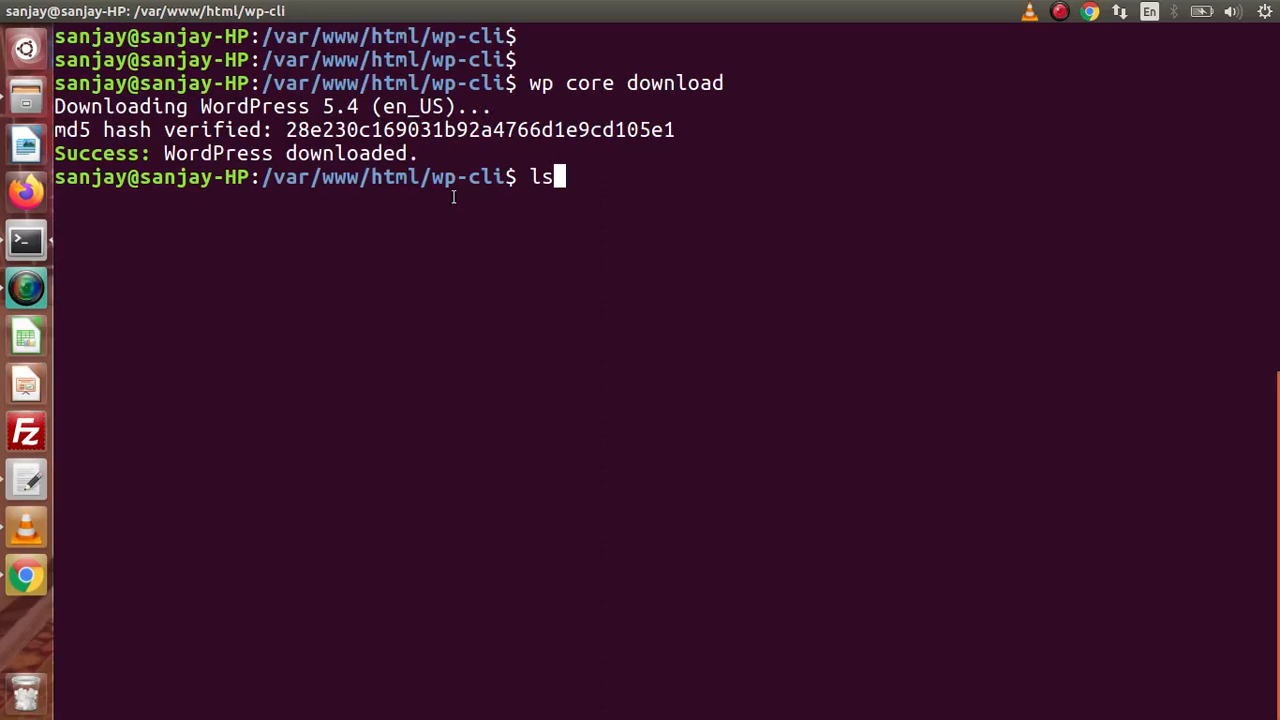 sanjay@sanjay-HP: /var/www/html/wp-cli
En
sanjay@sanjay-HP:/var/www/html/wp-cli$
sanjay@sanjay-HP:/var/www/html/wp-cli$
sanjay@sanjay-HP:/var/www/html/wp-cli$ wp core download
Downloading WordPress 5.4 (en_US)...
md5 hash verified: 28e230c169031b92a4766d1e9cd105e1
Success: WordPress downloaded.
sanjay@sanjay-HP:/var/www/html/wp-cli$ ls
Fz